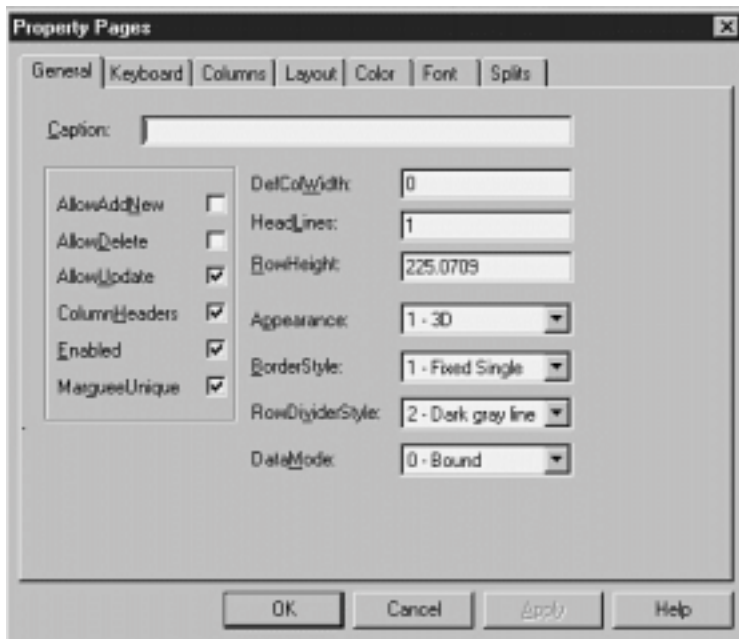 Property Pages
General Keyboard Columns Layout Color Font Splits
Caption:
AllowAddNew
AllowDelete
AllowUpdate
ColumnHeaders
Enabled
MargueeUnique
DefColWidth: 0
HeadLines: 1
RowHeight: 225.0709
Appearance: 1 - 3D
BorderStyle: 1 - Fixed Single
RowDividerStyle: 2 - Dark gray line
DataMode: 0 - Bound
OK Cancel Apply Help